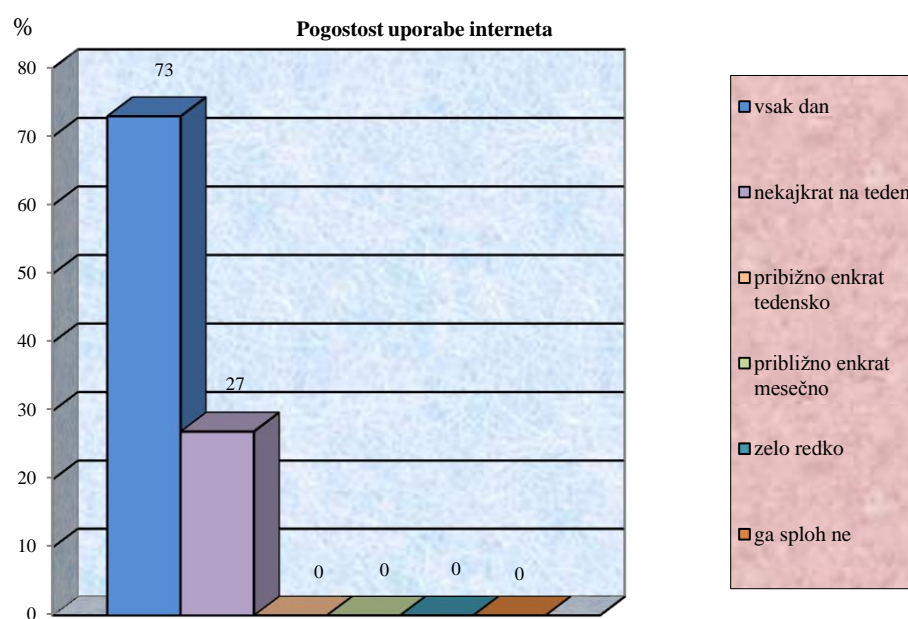 %
Pogostost uporabe interneta
80
70
60
50
40
30
20
10
0
73
27
0
0
0
0
vsak dan
nekajkrat na teden
pribižno enkrat
tedensko
približno enkrat
mesečno
zelo redko
ga sploh ne